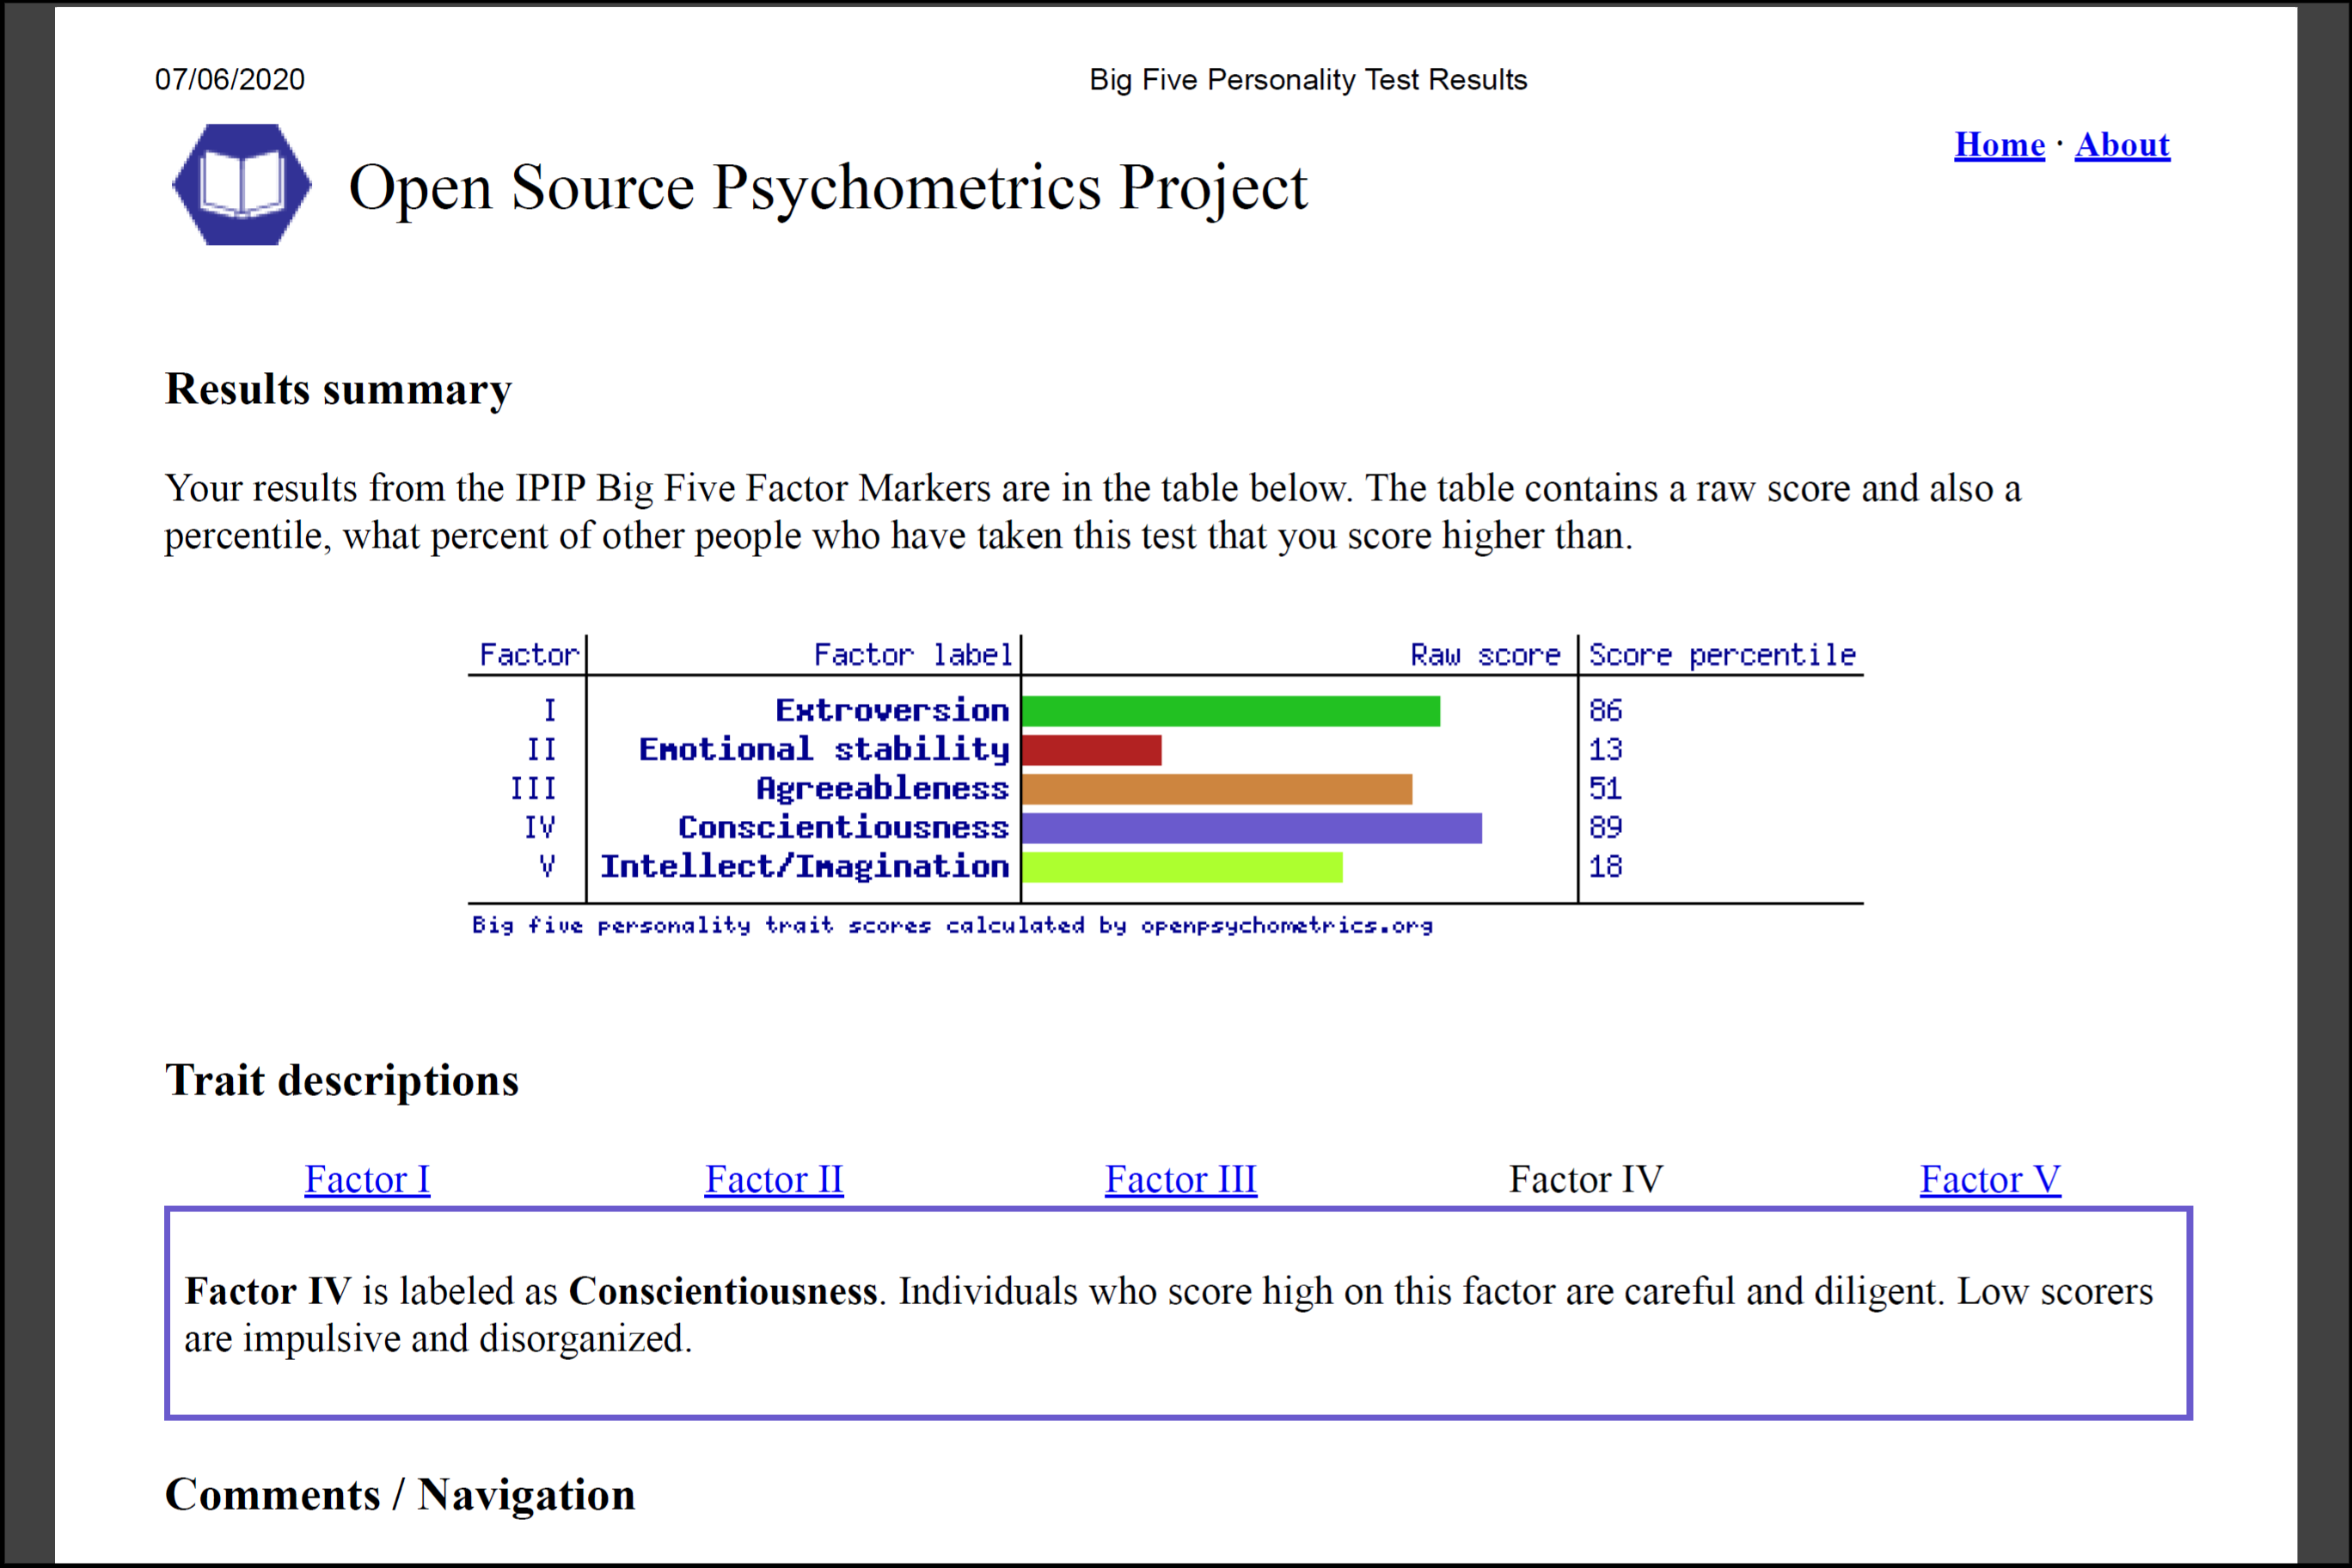 07/06/2020 Big Five Personality Test Results
Home · About
Open Source Psychometrics Project
Results summary
Your results from the IPIP Big Five Factor Markers are in the table below. The table contains a raw score and also a
percentile, what percent of other people who have taken this test that you score higher than.
Factor Factor label Raw score Score percentile
I Extroversion 86
II Emotional stability 13
III Agreeableness 51
IV Conscientiousness 89
V Intellect/Imagination 18
Big five personality trait scores calculated by openpsychometrics.org
Trait descriptions
Factor I Factor II Factor III Factor IV Factor V
Factor IV is labeled as Conscientiousness. Individuals who score high on this factor are careful and diligent. Low scorers
are impulsive and disorganized.
Comments / Navigation